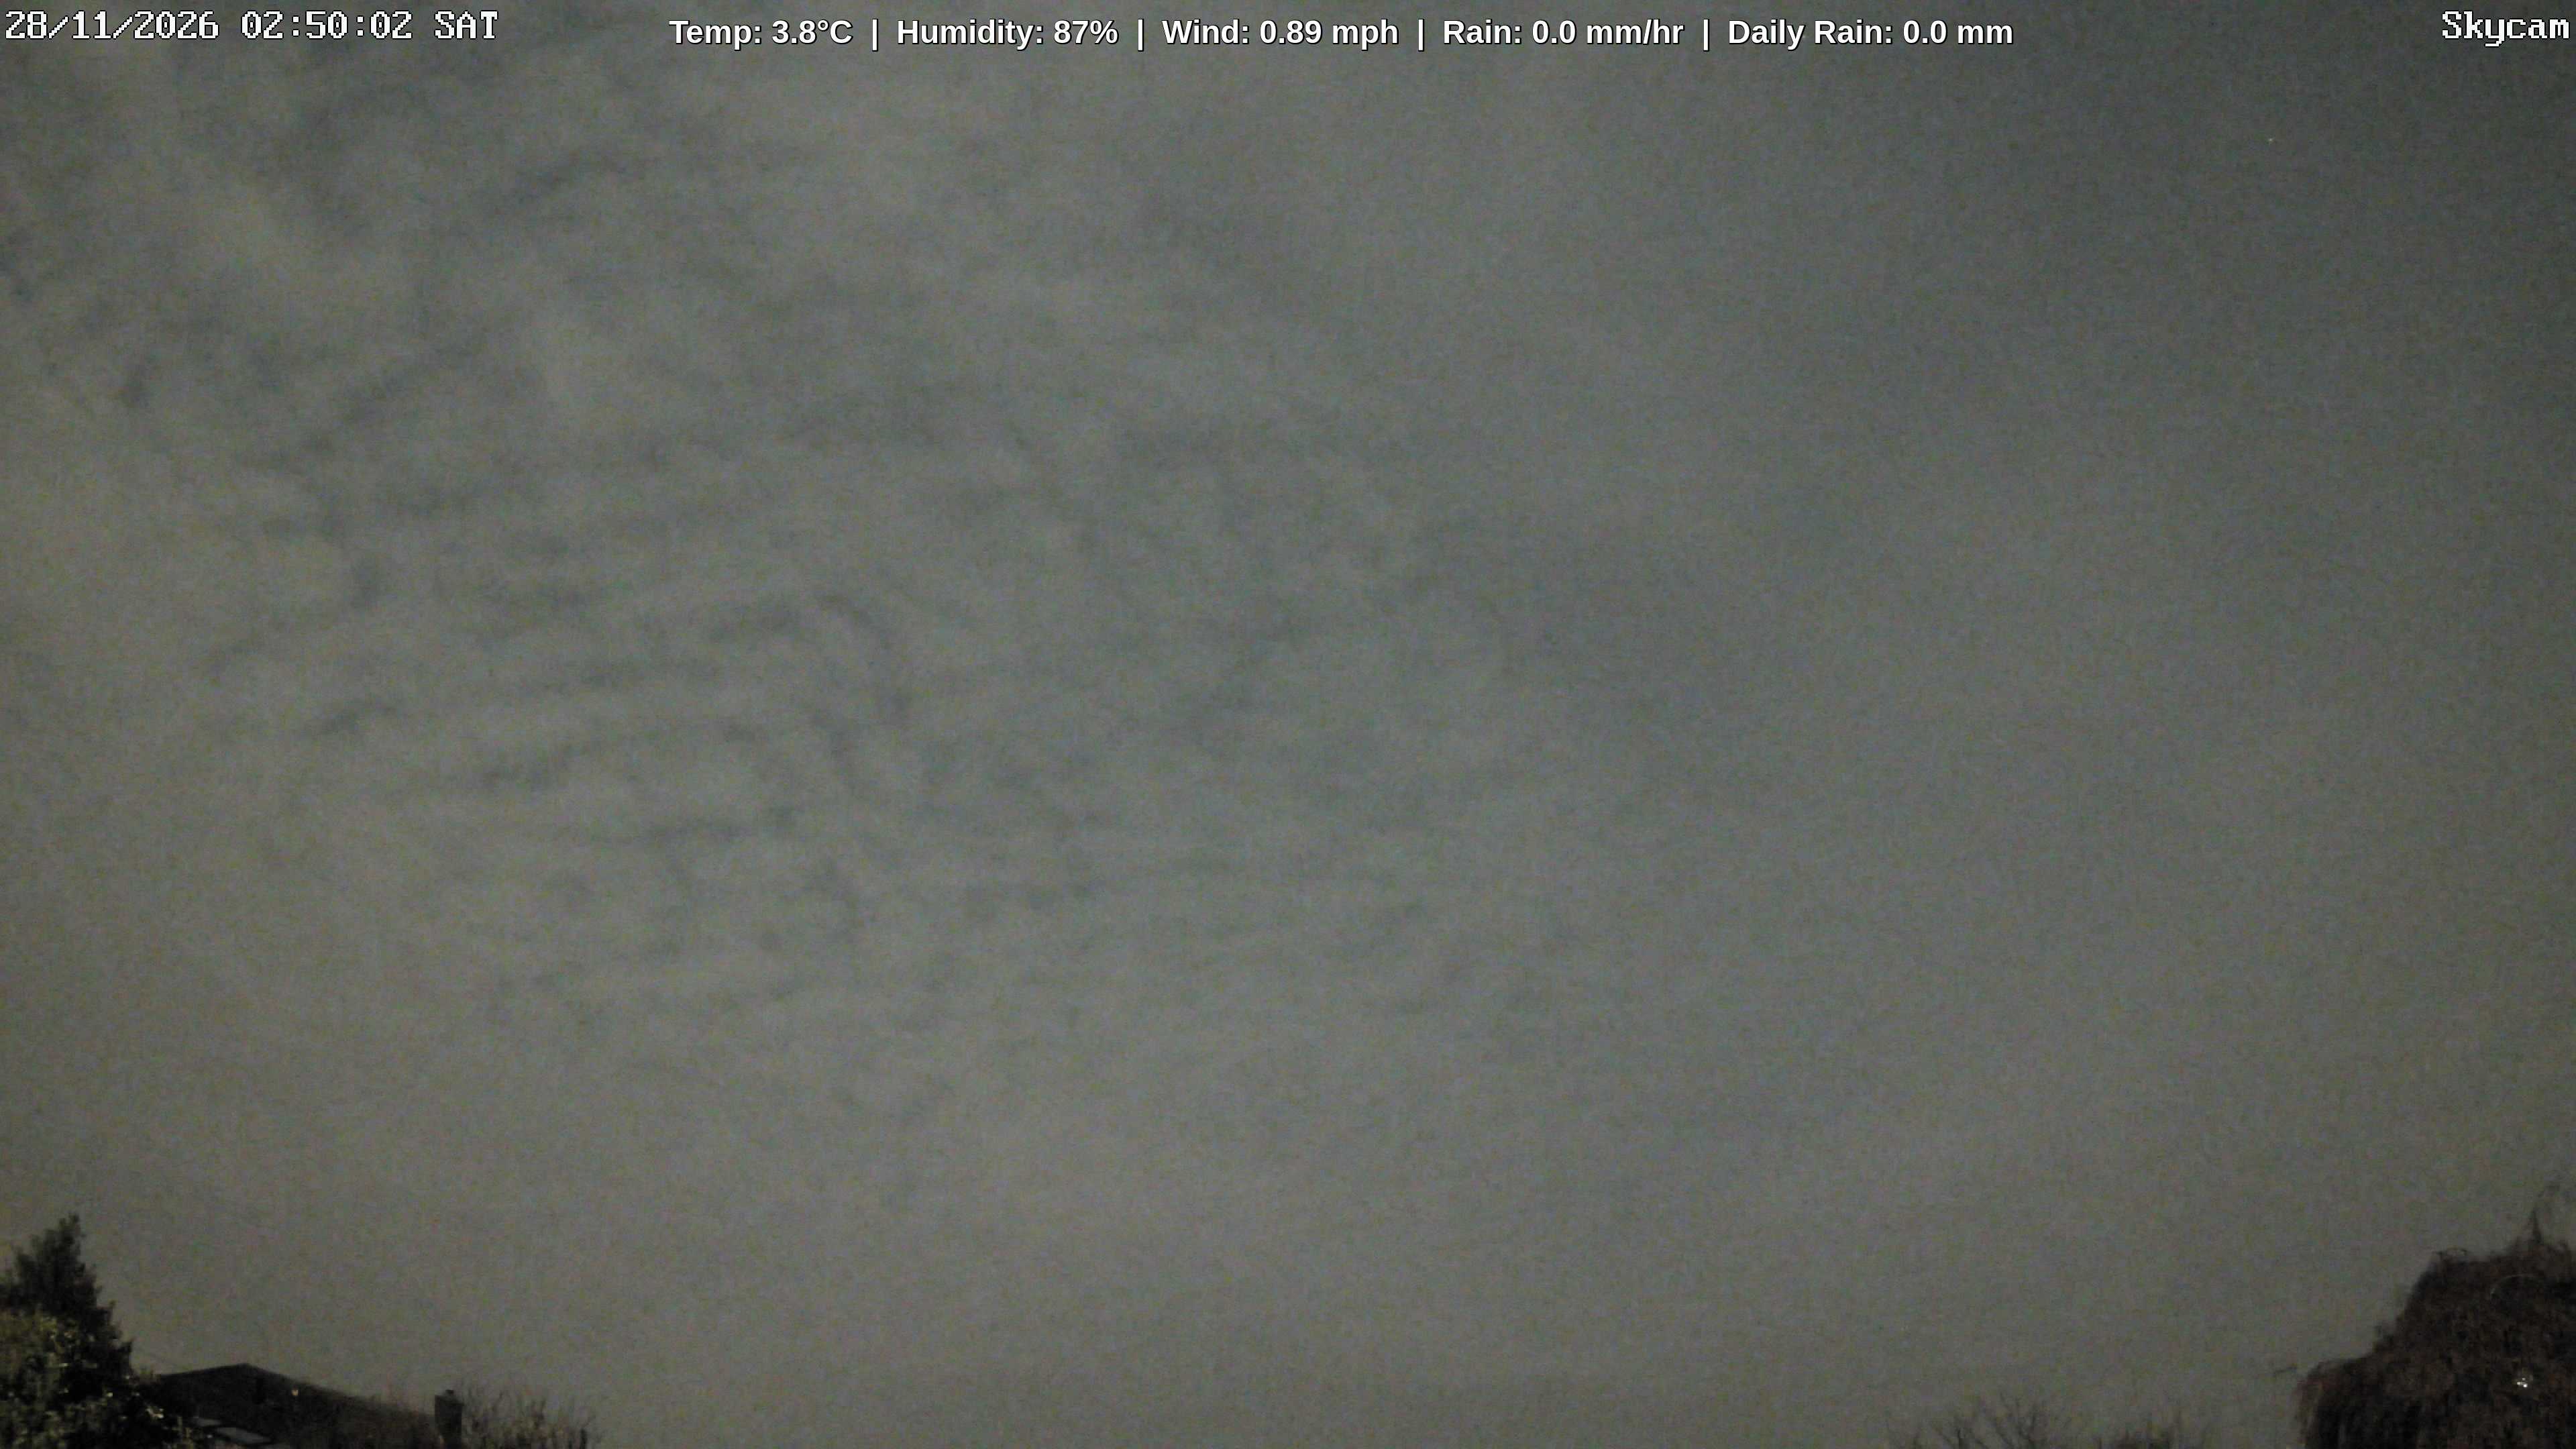 28/11/2026 02:50:02 SAT
Temp: 3.8°C | Humidity: 87% | Wind: 0.89 mph | Rain: 0.0 mm/hr | Daily Rain: 0.0 mm
Skycam